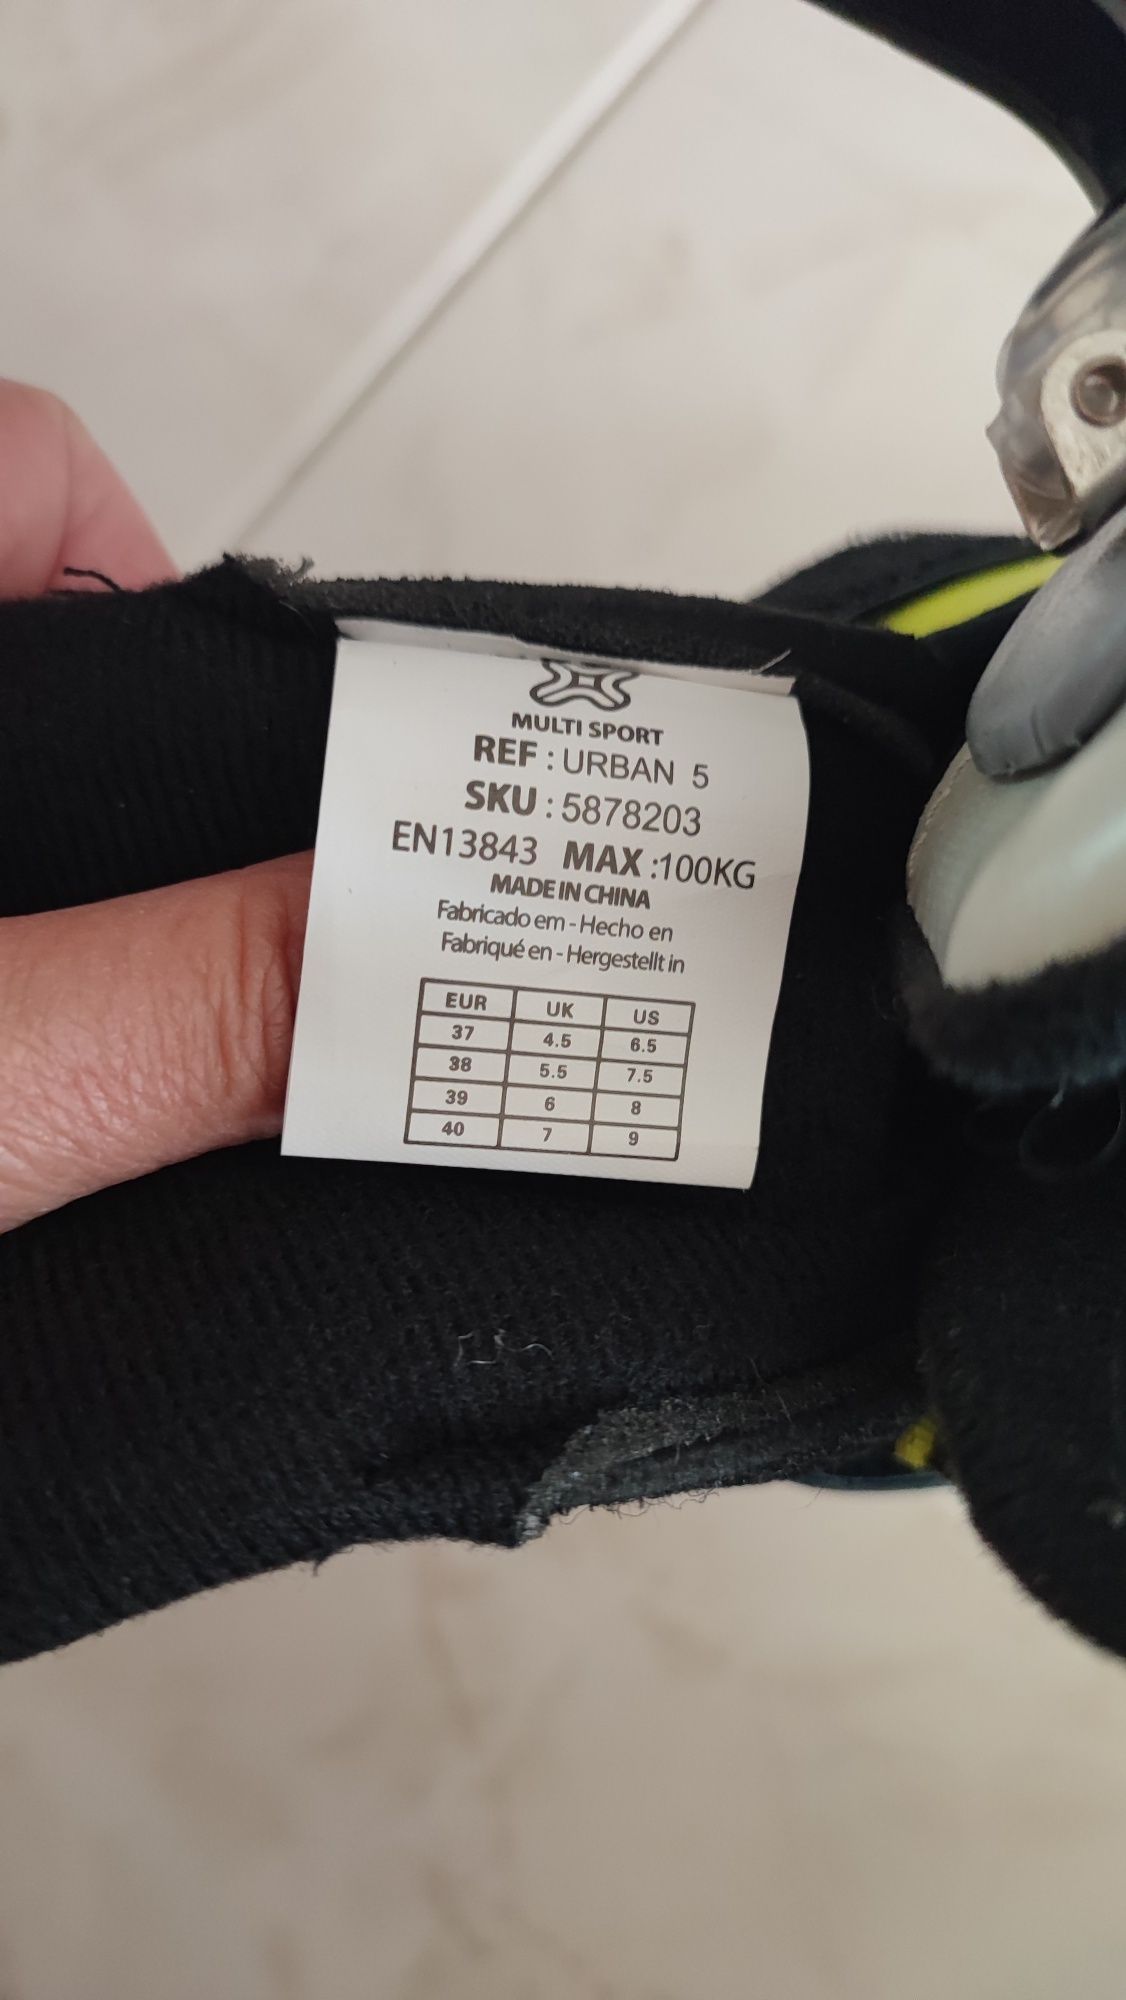 MULTI SPORT
REF : URBAN 5
SKU : 5878203
EN13843 MAX :100KG
MADE IN CHINA
Fabricado em - Hecho en
Fabriqué en - Hergestellt in
EUR UK US
37 4.5 6.5
38 5.5 7.5
39 6 8
40 7 9